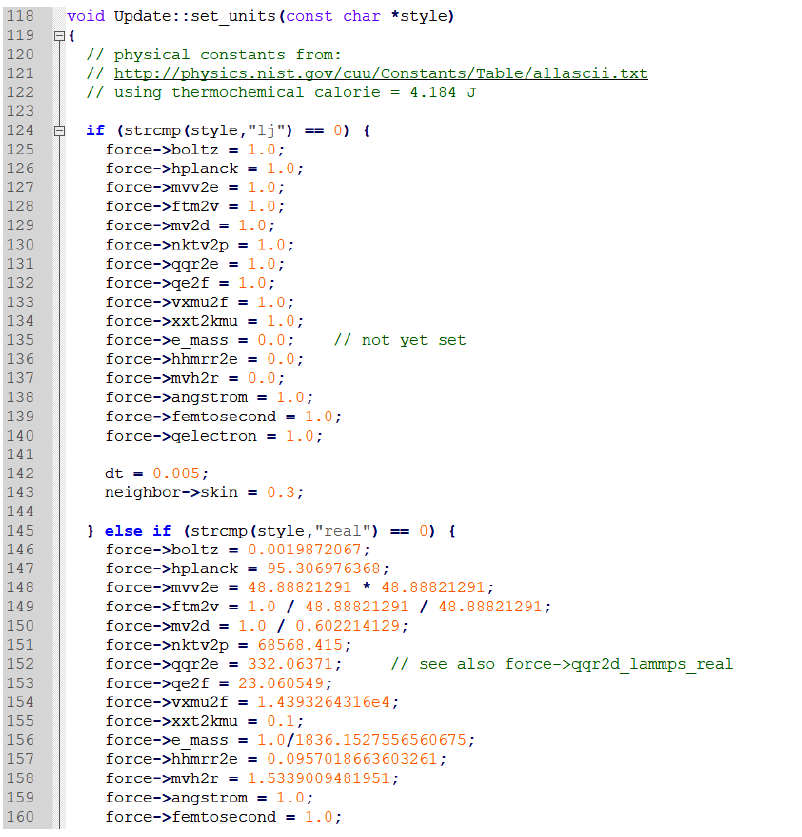 118 void Update::set_units(const char *style)
119 {
120 // physical constants from:
121 // http://physics.nist.gov/cuu/Constants/Table/allascii.txt
122 // using thermochemical calorie = 4.184 J
123
124 if (strcmp(style,"lj") == 0) {
125 force->boltz = 1.0;
126 force->hplanck = 1.0;
127 force->mvv2e = 1.0;
128 force->ftm2v = 1.0;
129 force->mv2d = 1.0;
130 force->nktv2p = 1.0;
131 force->qqr2e = 1.0;
132 force->qe2f = 1.0;
133 force->vxmu2f = 1.0;
134 force->xxt2kmu = 1.0;
135 force->e_mass = 0.0;    // not yet set
136 force->hhmrr2e = 0.0;
137 force->mvh2r = 0.0;
138 force->angstrom = 1.0;
139 force->femtosecond = 1.0;
140 force->qelectron = 1.0;
141
142 dt = 0.005;
143 neighbor->skin = 0.3;
144
145 } else if (strcmp(style,"real") == 0) {
146 force->boltz = 0.0019872067;
147 force->hplanck = 95.306976368;
148 force->mvv2e = 48.88821291 * 48.88821291;
149 force->ftm2v = 1.0 / 48.88821291 / 48.88821291;
150 force->mv2d = 1.0 / 0.602214129;
151 force->nktv2p = 68568.415;
152 force->qqr2e = 332.06371;     // see also force->qqr2d_lammps_real
153 force->qe2f = 23.060549;
154 force->vxmu2f = 1.4393264316e4;
155 force->xxt2kmu = 0.1;
156 force->e_mass = 1.0/1836.1527556560675;
157 force->hhmrr2e = 0.0957018663603261;
158 force->mvh2r = 1.5339009481951;
159 force->angstrom = 1.0;
160 force->femtosecond = 1.0;